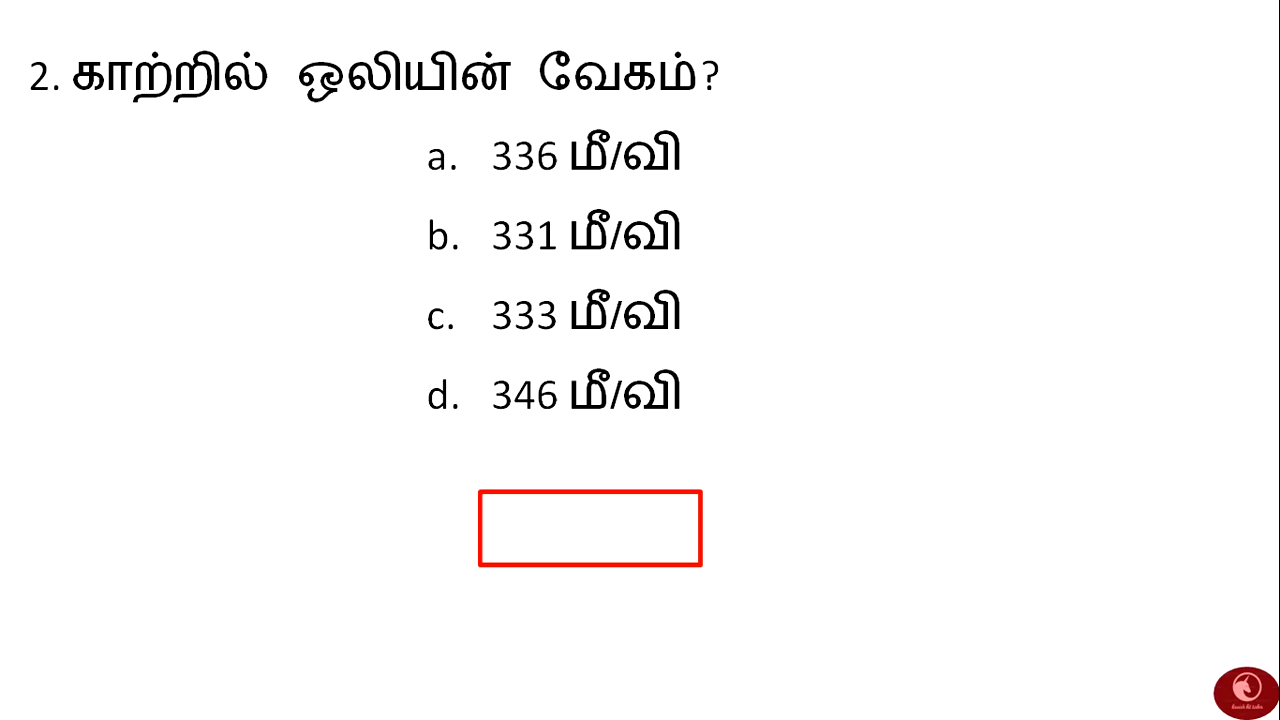 2. காற்றில் ஒலியின் வேகம்?
a. 336 மீ/வி
b. 331 மீ/வி
c. 333 மீ/வி
d. 346 மீ/வி